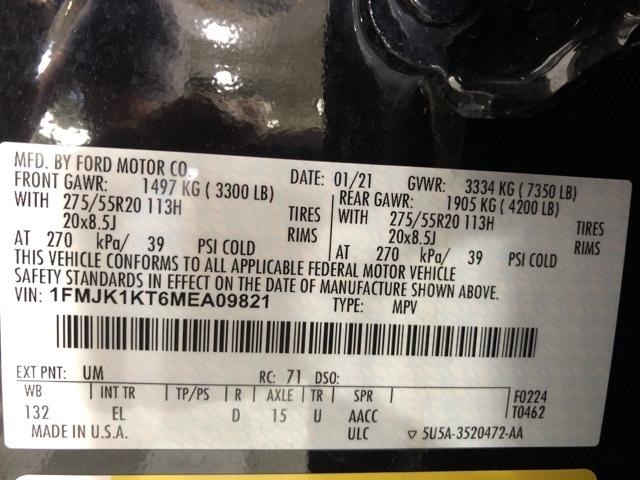 MFD. BY FORD MOTOR CO.
DATE: 01/21 GVWR: 3334 KG ( 7350 LB)
FRONT GAWR: 1497 KG ( 3300 LB) REAR GAWR: 1905 KG ( 4200 LB)
WITH 275/55R20 113H TIRES WITH 275/55R20 113H TIRES
20x8.5J RIMS 20x8.5J RIMS
AT 270 kPa/ 39 PSI COLD AT 270 kPa/ 39 PSI COLD
THIS VEHICLE CONFORMS TO ALL APPLICABLE FEDERAL MOTOR VEHICLE
SAFETY STANDARDS IN EFFECT ON THE DATE OF MANUFACTURE SHOWN ABOVE.
VIN: 1FMJK1KT6MEA09821 TYPE: MPV
EXT PNT: UM RC: 71 DSO:
WB INT TR TP/PS R AXLE TR SPR F0224
132 EL D 15 U AACC T0462
MADE IN U.S.A. ULC ▽ 5U5A-3520472-AA